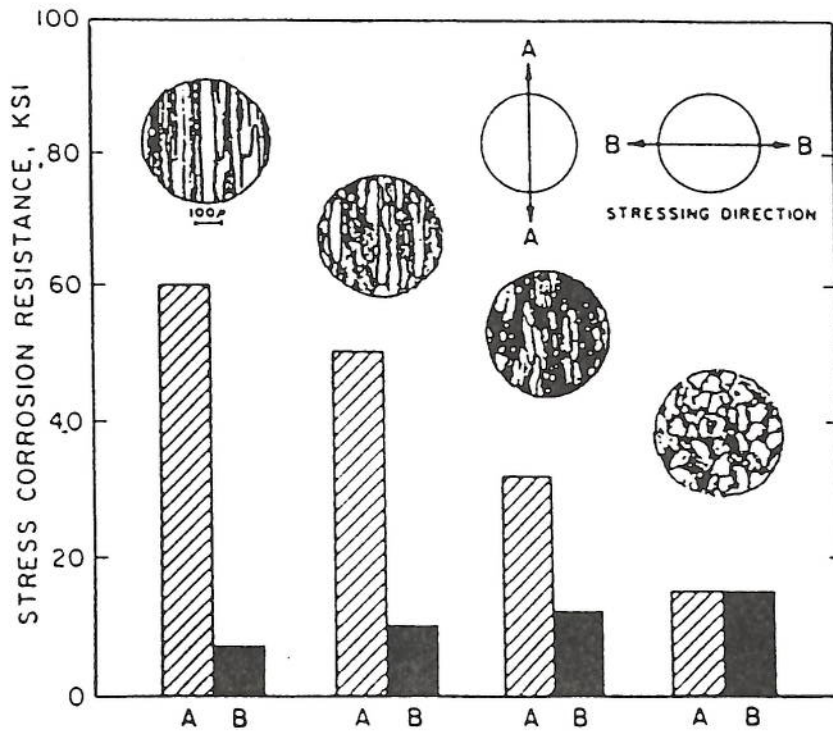 STRESS CORROSION RESISTANCE, KSI
100
80
60
40
20
0
100μ
A
A
B B
STRESSING DIRECTION
A B A B A B A B